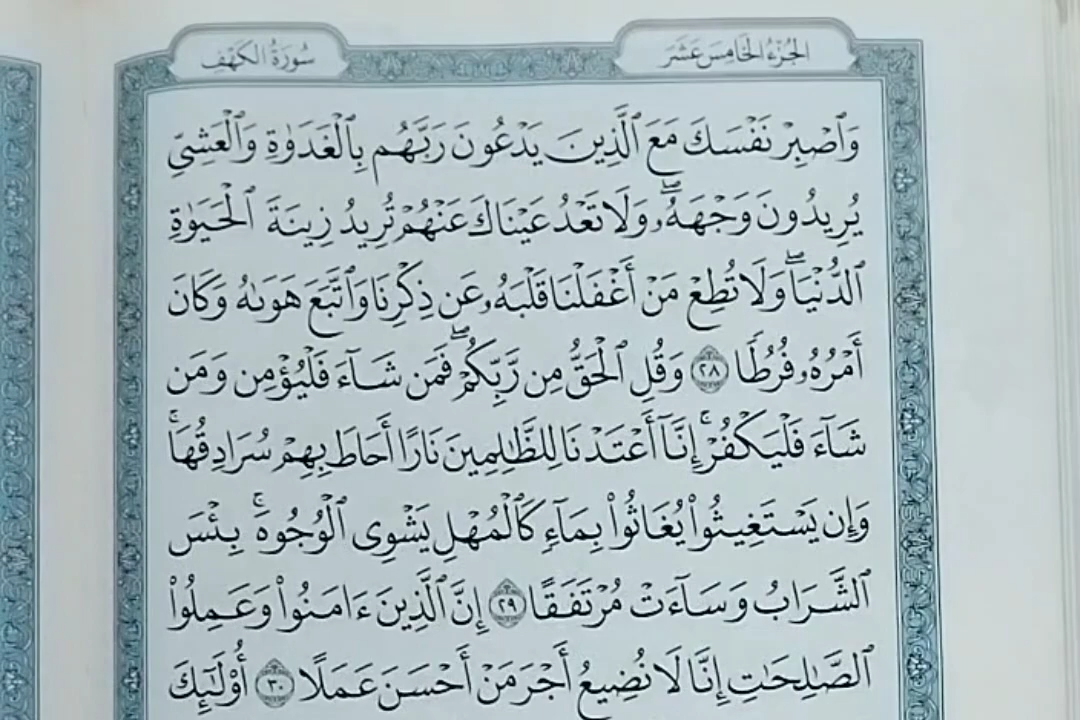 الجزء الخامس عشر
سورة الكهف
وَٱصۡبِرۡ نَفۡسَكَ مَعَ ٱلَّذِينَ يَدۡعُونَ رَبَّهُم بِٱلۡغَدَوٰةِ وَٱلۡعَشِيِّ
يُرِيدُونَ وَجۡهَهُۥۖ وَلَا تَعۡدُ عَيۡنَاكَ عَنۡهُمۡ تُرِيدُ زِينَةَ ٱلۡحَيَوٰةِ
ٱلدُّنۡيَاۖ وَلَا تُطِعۡ مَنۡ أَغۡفَلۡنَا قَلۡبَهُۥ عَن ذِكۡرِنَا وَٱتَّبَعَ هَوَىٰهُ وَكَانَ
أَمۡرُهُۥ فُرُطٗا ٢٨ وَقُلِ ٱلۡحَقُّ مِن رَّبِّكُمۡۖ فَمَن شَآءَ فَلۡيُؤۡمِن وَمَن
شَآءَ فَلۡيَكۡفُرۡۚ إِنَّآ أَعۡتَدۡنَا لِلظَّٰلِمِينَ نَارًا أَحَاطَ بِهِمۡ سُرَادِقُهَاۚ
وَإِن يَسۡتَغِيثُواْ يُغَاثُواْ بِمَآءٖ كَٱلۡمُهۡلِ يَشۡوِي ٱلۡوُجُوهَۚ بِئۡسَ
ٱلشَّرَابُ وَسَآءَتۡ مُرۡتَفَقًا ٢٩ إِنَّ ٱلَّذِينَ ءَامَنُواْ وَعَمِلُواْ
ٱلصَّٰلِحَٰتِ إِنَّا لَا نُضِيعُ أَجۡرَ مَنۡ أَحۡسَنَ عَمَلًا ٣٠ أُوْلَٰٓئِكَ